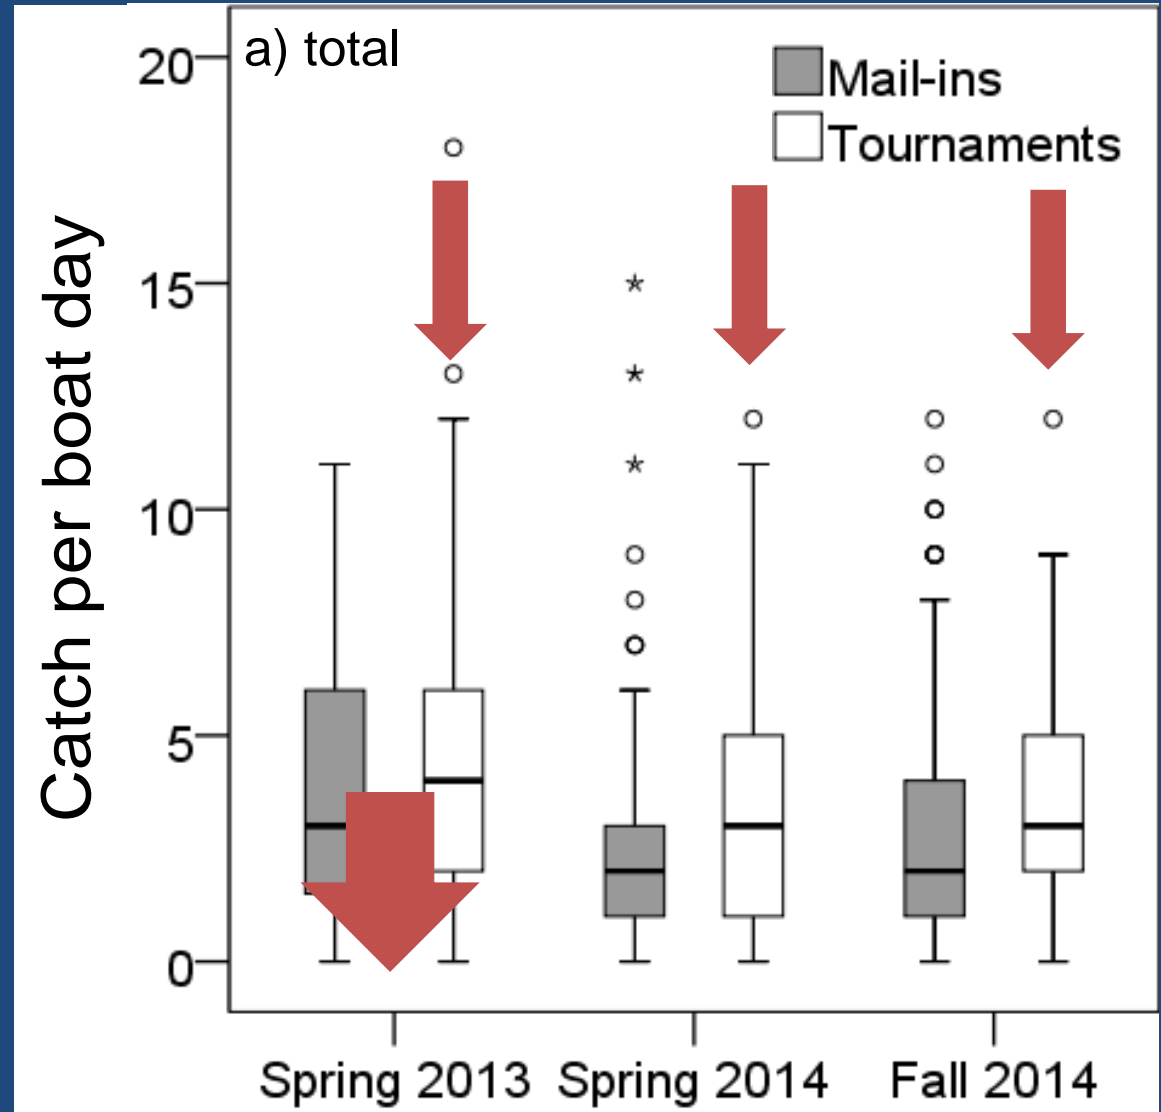 a) total
Mail-ins
Tournaments
Catch per boat day
20
15
10
5
0
Spring 2013 Spring 2014 Fall 2014